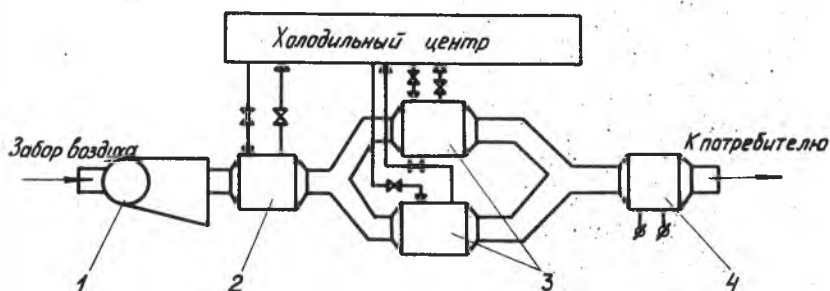 Холодильный центр
Забор воздуха
К потребителю
1
2
3
4